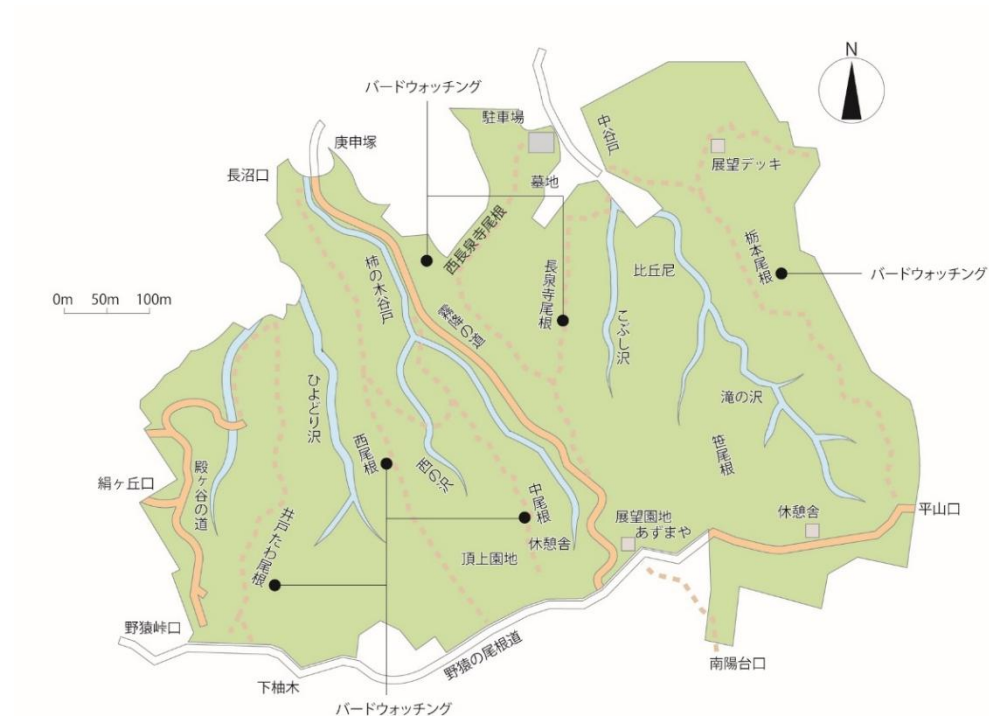 N
バードウォッチング
駐車場
庚申塚
中谷戸
展望デッキ
長沼口
墓地
西長泉寺尾根
長泉寺尾根
比丘尼
栃本尾根
バードウォッチング
柿の木谷戸
0m 50m 100m
霧降の道
こぶし沢
ひよどり沢
滝の沢
西尾根
西の沢
笹尾根
絹ヶ丘口
殿ヶ谷の道
中尾根
展望園地
あずまや
休憩舎
平山口
井戸たわ尾根
頂上園地
休憩舎
野猿峠口
野猿の尾根道
南陽台口
下柚木
バードウォッチング